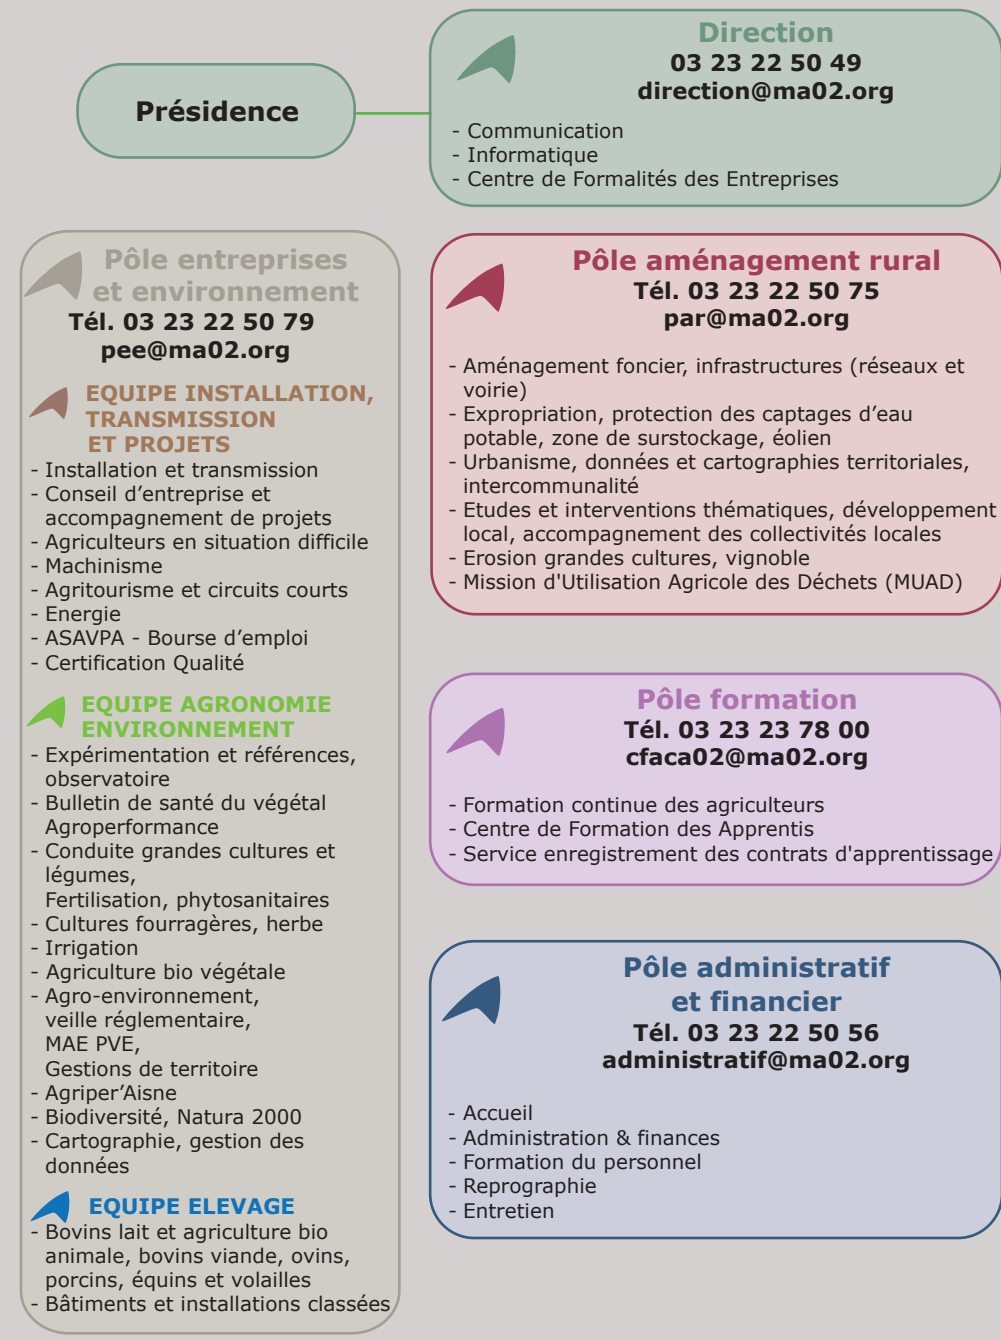 Présidence
Direction
03 23 22 50 49
direction@ma02.org
- Communication
- Informatique
- Centre de Formalités des Entreprises
Pôle entreprises
et environnement
Tél. 03 23 22 50 79
pee@ma02.org
EQUIPE INSTALLATION,
TRANSMISSION
ET PROJETS
- Installation et transmission
- Conseil d’entreprise et
accompagnement de projets
- Agriculteurs en situation difficile
- Machinisme
- Agritourisme et circuits courts
- Energie
- ASAVPA - Bourse d’emploi
- Certification Qualité
EQUIPE AGRONOMIE
ENVIRONNEMENT
- Expérimentation et références,
observatoire
- Bulletin de santé du végétal
Agroperformance
- Conduite grandes cultures et
légumes,
Fertilisation, phytosanitaires
- Cultures fourragères, herbe
- Irrigation
- Agriculture bio végétale
- Agro-environnement,
veille réglementaire,
MAE PVE,
Gestions de territoire
- Agriper’Aisne
- Biodiversité, Natura 2000
- Cartographie, gestion des
données
EQUIPE ELEVAGE
- Bovins lait et agriculture bio
animale, bovins viande, ovins,
porcins, équins et volailles
- Bâtiments et installations classées
Pôle aménagement rural
Tél. 03 23 22 50 75
par@ma02.org
- Aménagement foncier, infrastructures (réseaux et
voirie)
- Expropriation, protection des captages d’eau
potable, zone de surstockage, éolien
- Urbanisme, données et cartographies territoriales,
intercommunalité
- Etudes et interventions thématiques, développement
local, accompagnement des collectivités locales
- Erosion grandes cultures, vignoble
- Mission d'Utilisation Agricole des Déchets (MUAD)
Pôle formation
Tél. 03 23 23 78 00
cfaca02@ma02.org
- Formation continue des agriculteurs
- Centre de Formation des Apprentis
- Service enregistrement des contrats d'apprentissage
Pôle administratif
et financier
Tél. 03 23 22 50 56
administratif@ma02.org
- Accueil
- Administration & finances
- Formation du personnel
- Reprographie
- Entretien